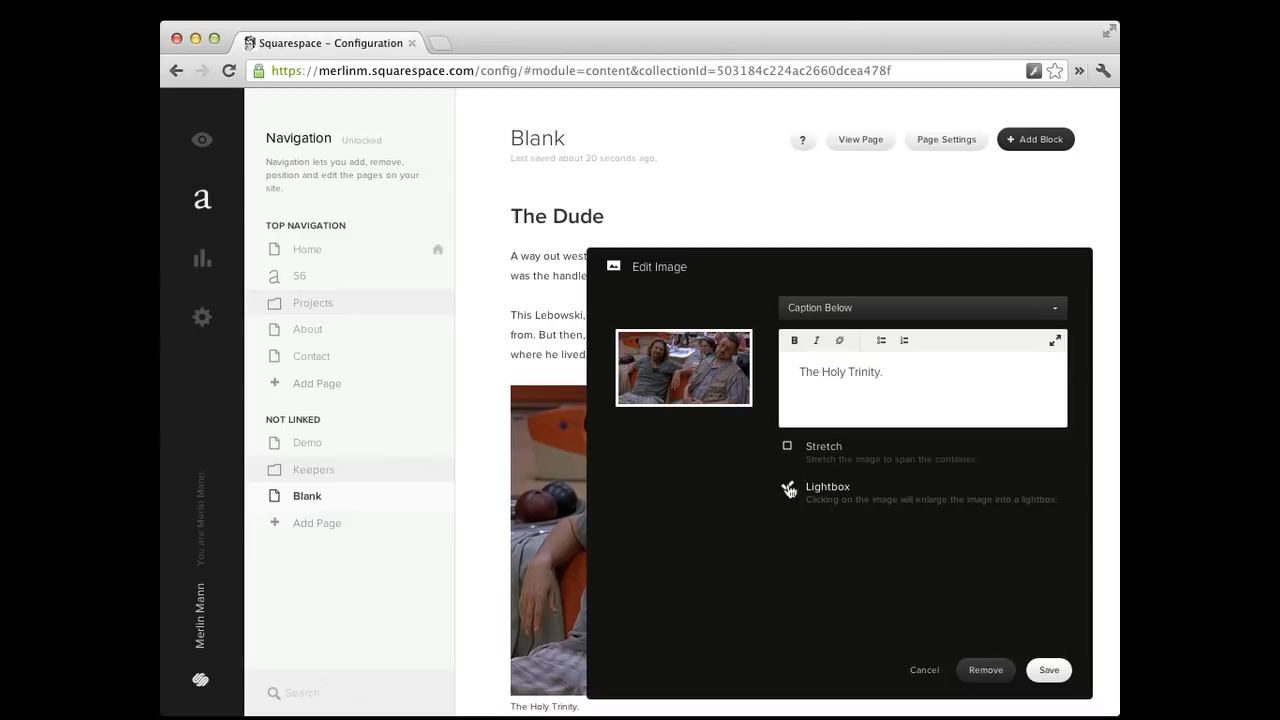 Squarespace - Configuration
https://merlinm.squarespace.com/config/#module=content&collectionId=503184c224ac2660dcea478f
a
You are Merlin Mann.
Merlin Mann
Navigation Unlocked
Navigation lets you add, remove,
position and edit the pages on your
site.
TOP NAVIGATION
Home
S6
Projects
About
Contact
+ Add Page
NOT LINKED
Demo
Keepers
Blank
+ Add Page
Search
Blank
Last saved about 20 seconds ago.
?
View Page
Page Settings
+ Add Block
The Dude
A way out west
was the handle
This Lebowski,
from. But then,
where he lived
The Holy Trinity.
Edit Image
Caption Below
B I
The Holy Trinity.
Stretch
Stretch the image to span the container.
Lightbox
Clicking on the image will enlarge the image into a lightbox.
Cancel
Remove
Save